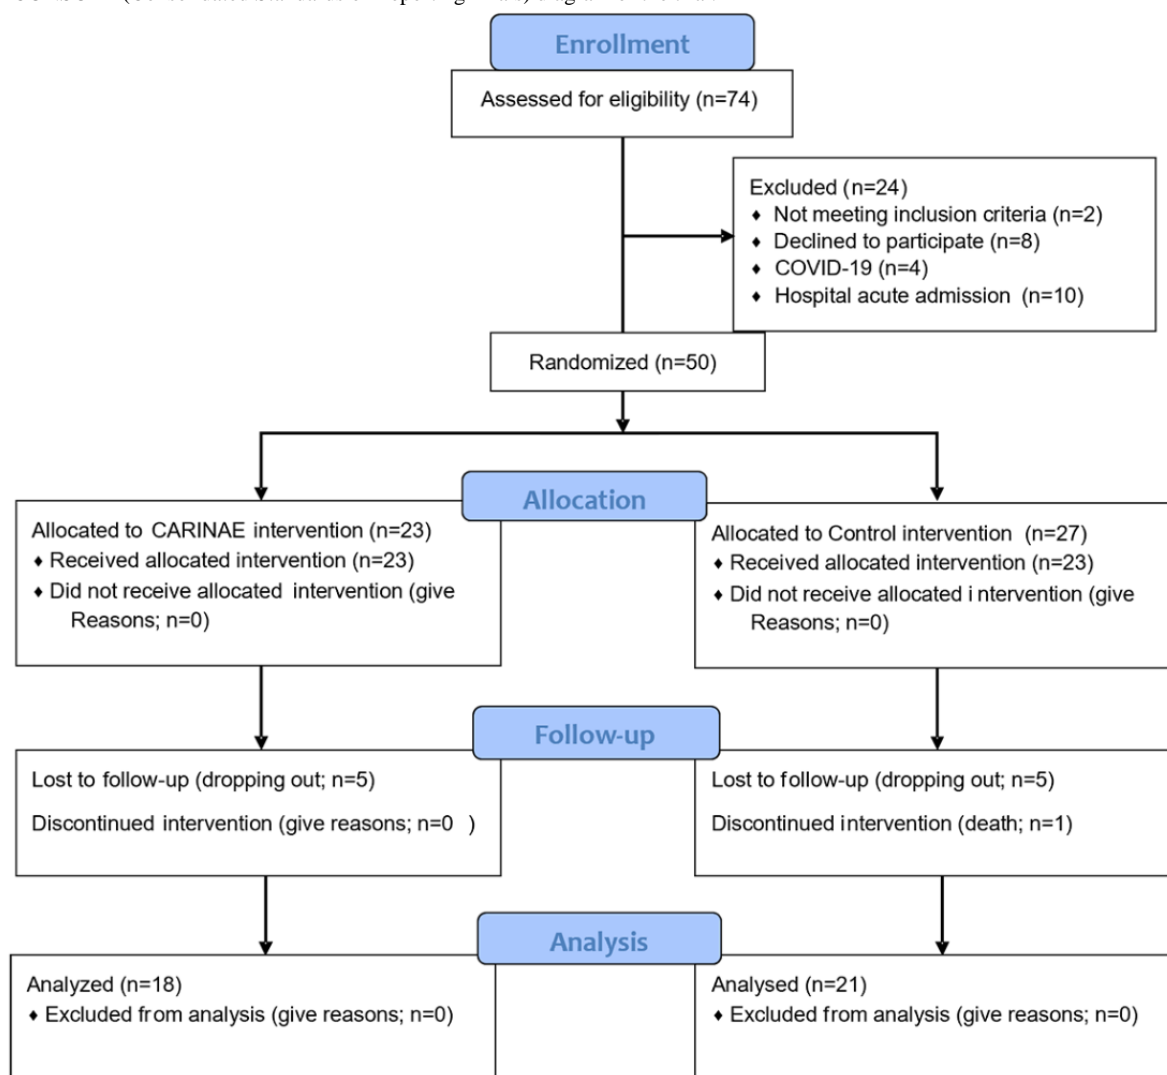 Enrollment
Assessed for eligibility (n=74)
Excluded (n=24)
♦ Not meeting inclusion criteria (n=2)
♦ Declined to participate (n=8)
♦ COVID-19 (n=4)
♦ Hospital acute admission (n=10)
Randomized (n=50)
Allocation
Allocated to CARINAE intervention (n=23)
♦ Received allocated intervention (n=23)
♦ Did not receive allocated intervention (give
Reasons; n=0)
Allocated to Control intervention (n=27)
♦ Received allocated intervention (n=23)
♦ Did not receive allocated i ntervention (give
Reasons; n=0)
Follow-up
Lost to follow-up (dropping out; n=5)
Discontinued intervention (give reasons; n=0 )
Lost to follow-up (dropping out; n=5)
Discontinued intervention (death; n=1)
Analysis
Analyzed (n=18)
♦ Excluded from analysis (give reasons; n=0)
Analysed (n=21)
♦ Excluded from analysis (give reasons; n=0)